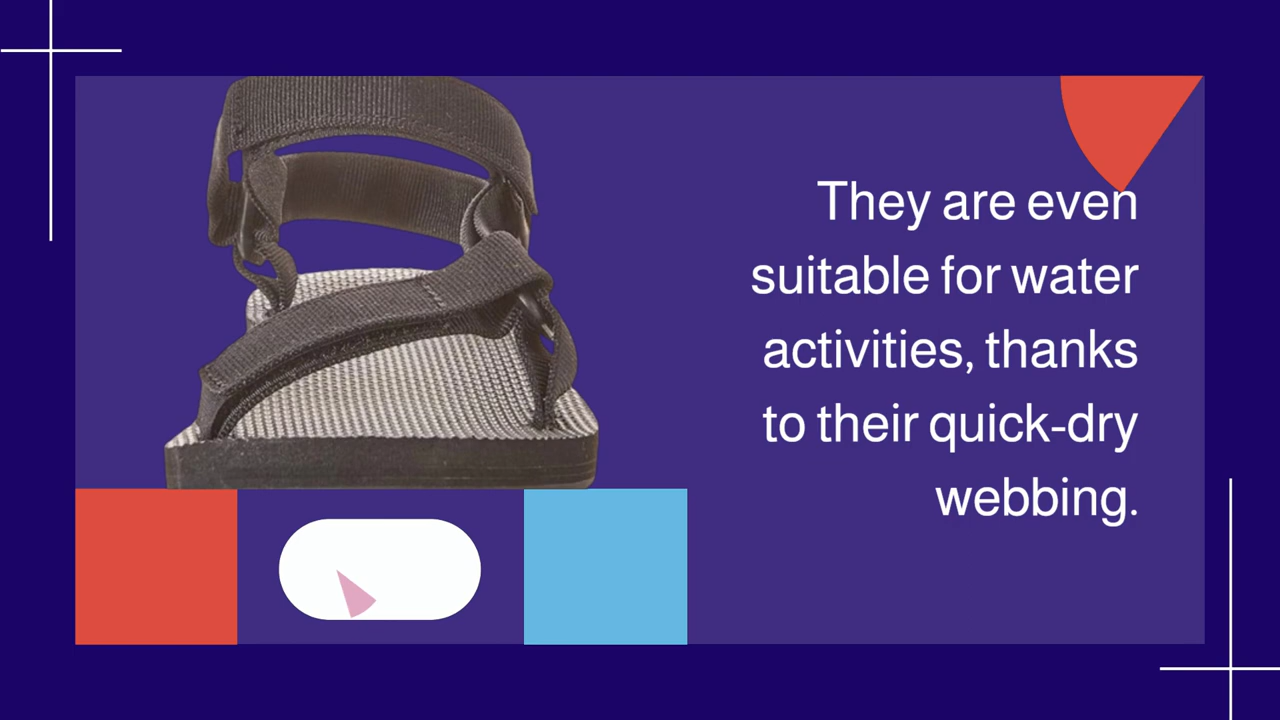 They are even
suitable for water
activities, thanks
to their quick-dry
webbing.